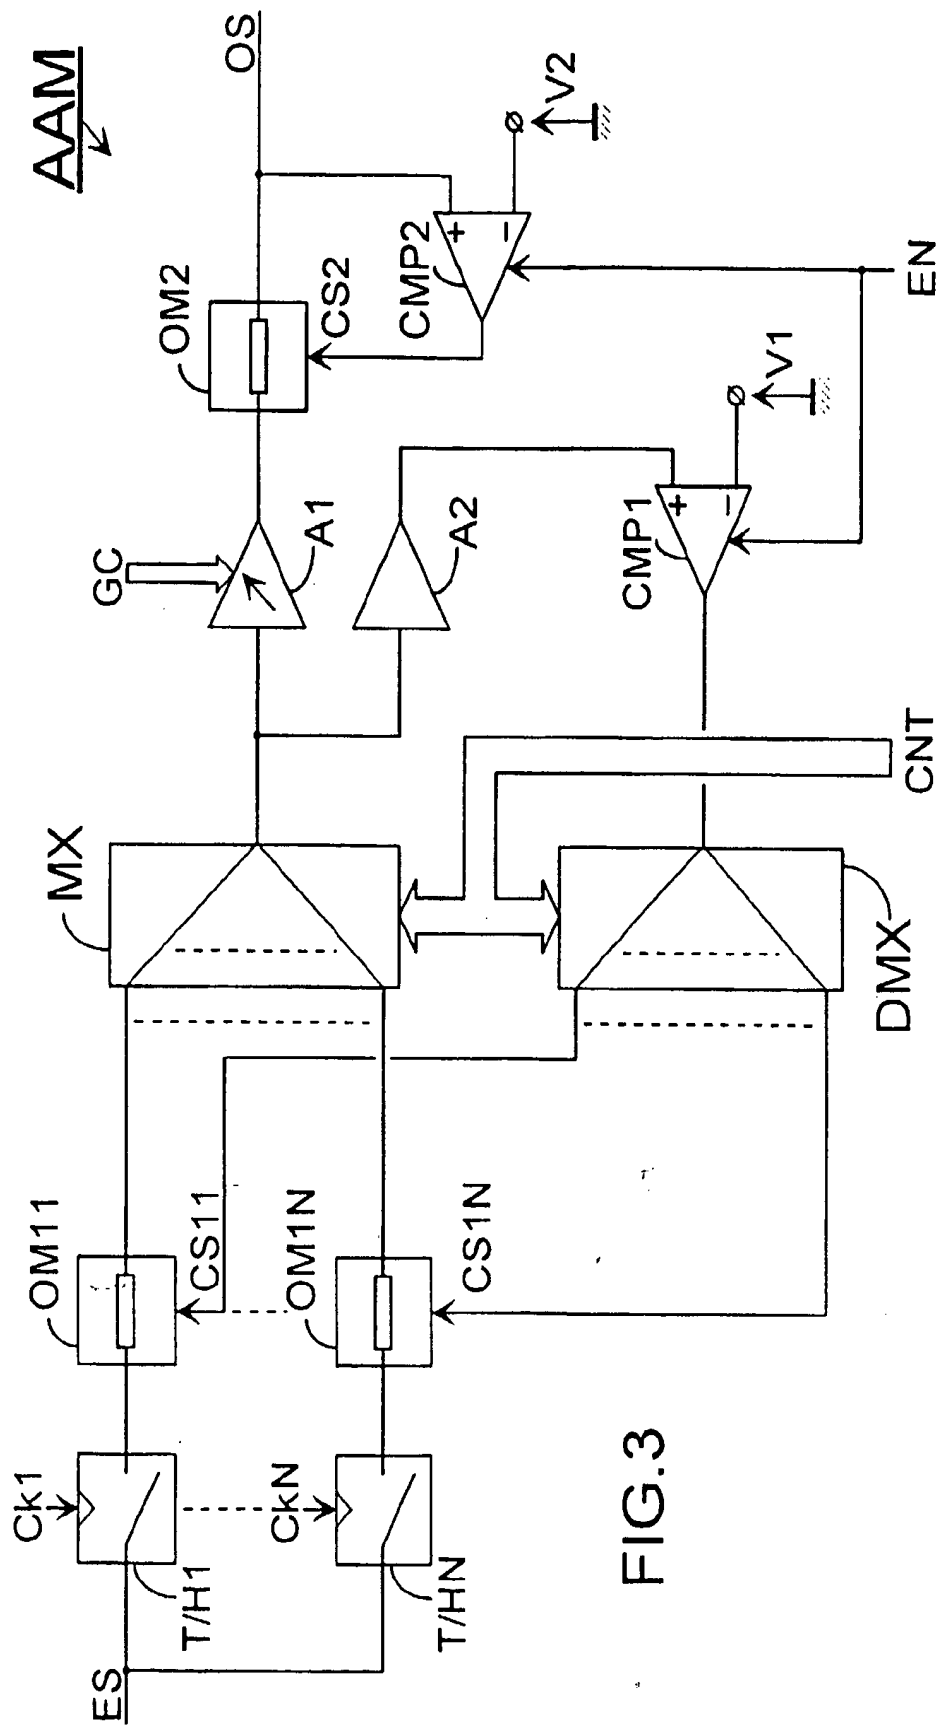 AAM
ES
T/H1
Ck1
T/HN
CkN
OM11
CS11
OM1N
CS1N
MX
DMX
CNT
GC
A1
A2
CMP1
+
−
V1
OM2
CS2
CMP2
+
−
V2
OS
EN
FIG.3